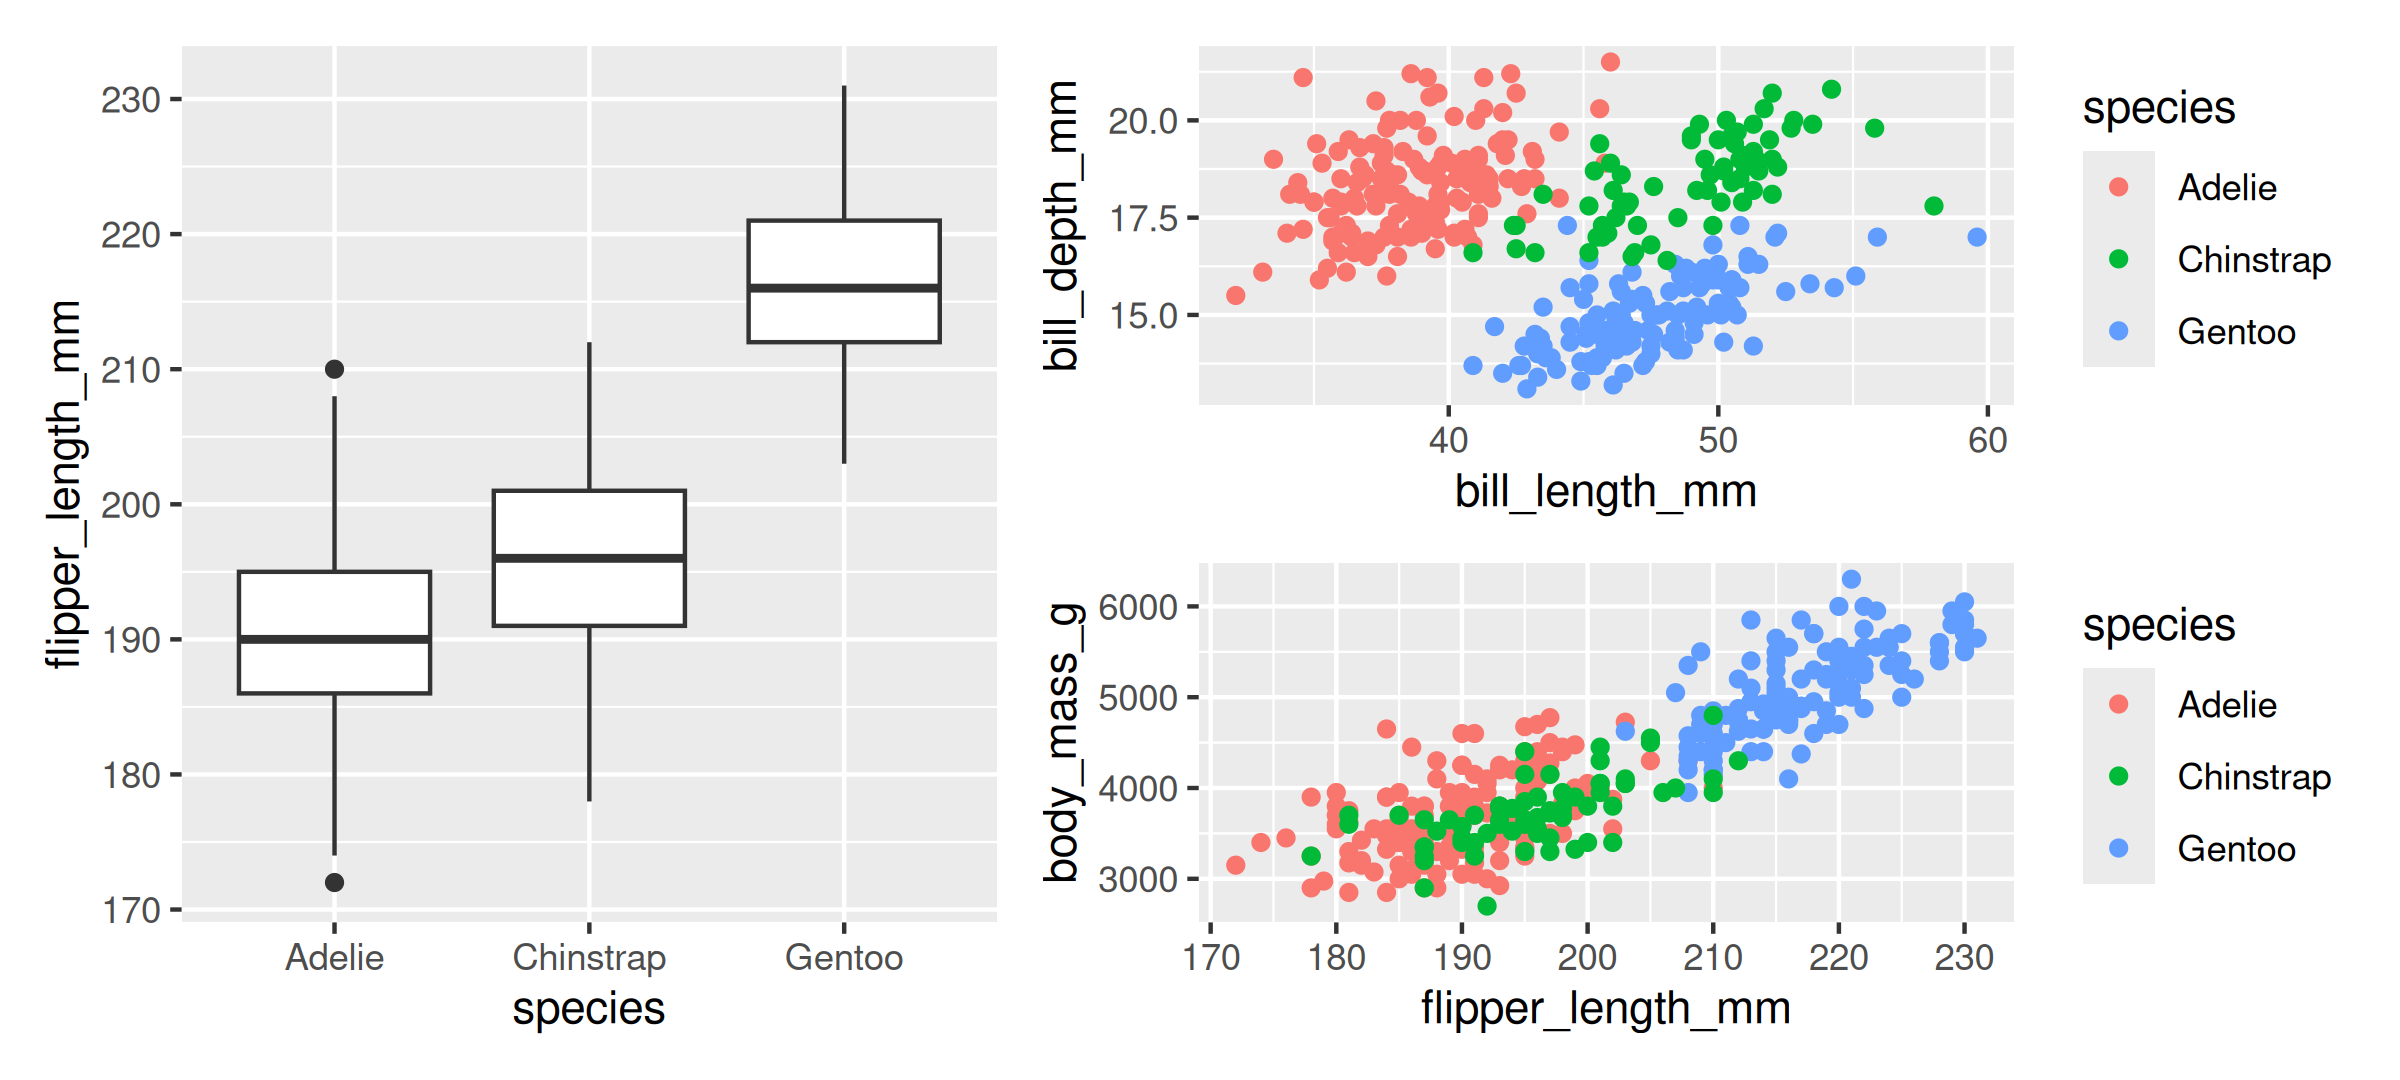 flipper_length_mm
230
220
210
200
190
180
170
Adelie
Chinstrap
Gentoo
species
bill_depth_mm
20.0
17.5
15.0
40
50
60
bill_length_mm
species
Adelie
Chinstrap
Gentoo
body_mass_g
6000
5000
4000
3000
170
180
190
200
210
220
230
flipper_length_mm
species
Adelie
Chinstrap
Gentoo